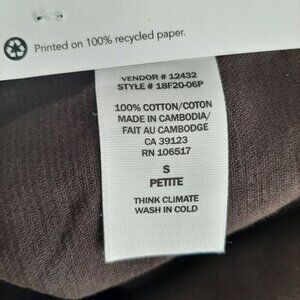 Printed on 100% recycled paper.
VENDOR # 12432
STYLE # 18F20-06P
100% COTTON/COTON
MADE IN CAMBODIA/
FAIT AU CAMBODGE
CA 39123
RN 106517
S
PETITE
THINK CLIMATE
WASH IN COLD